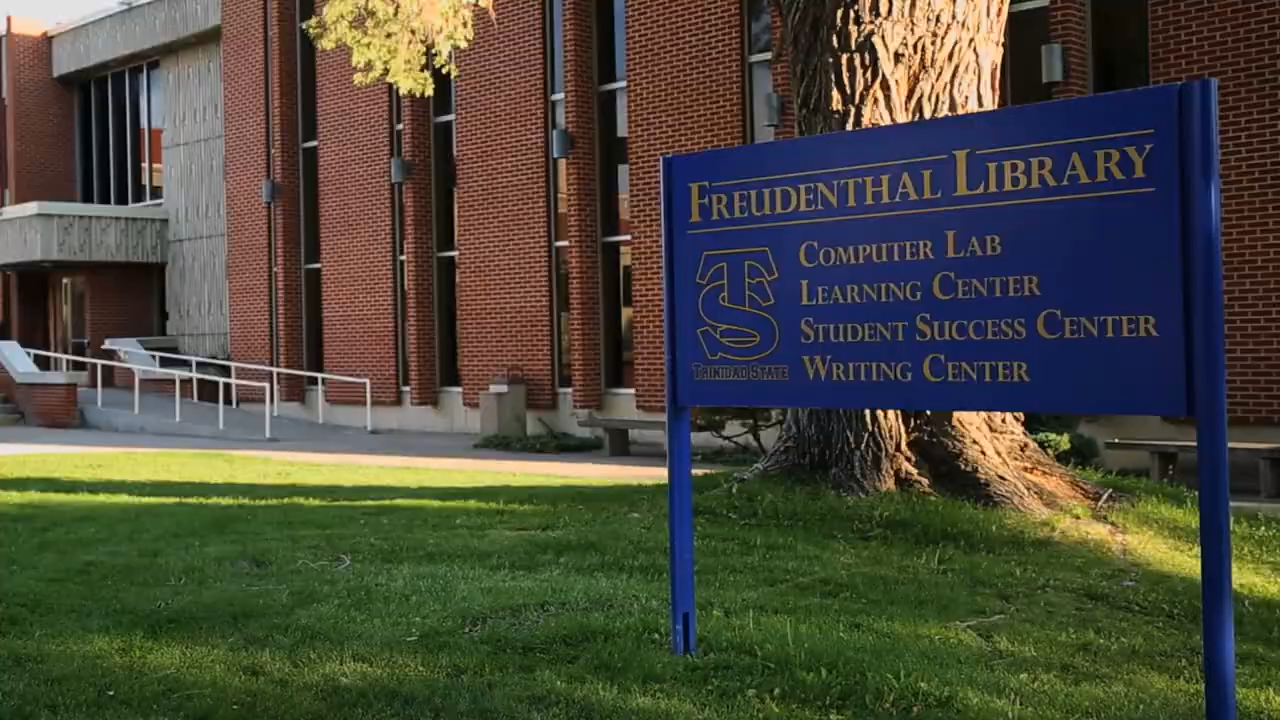 FREUDENTHAL LIBRARY
TS
TRINIDAD STATE
COMPUTER LAB
LEARNING CENTER
STUDENT SUCCESS CENTER
WRITING CENTER